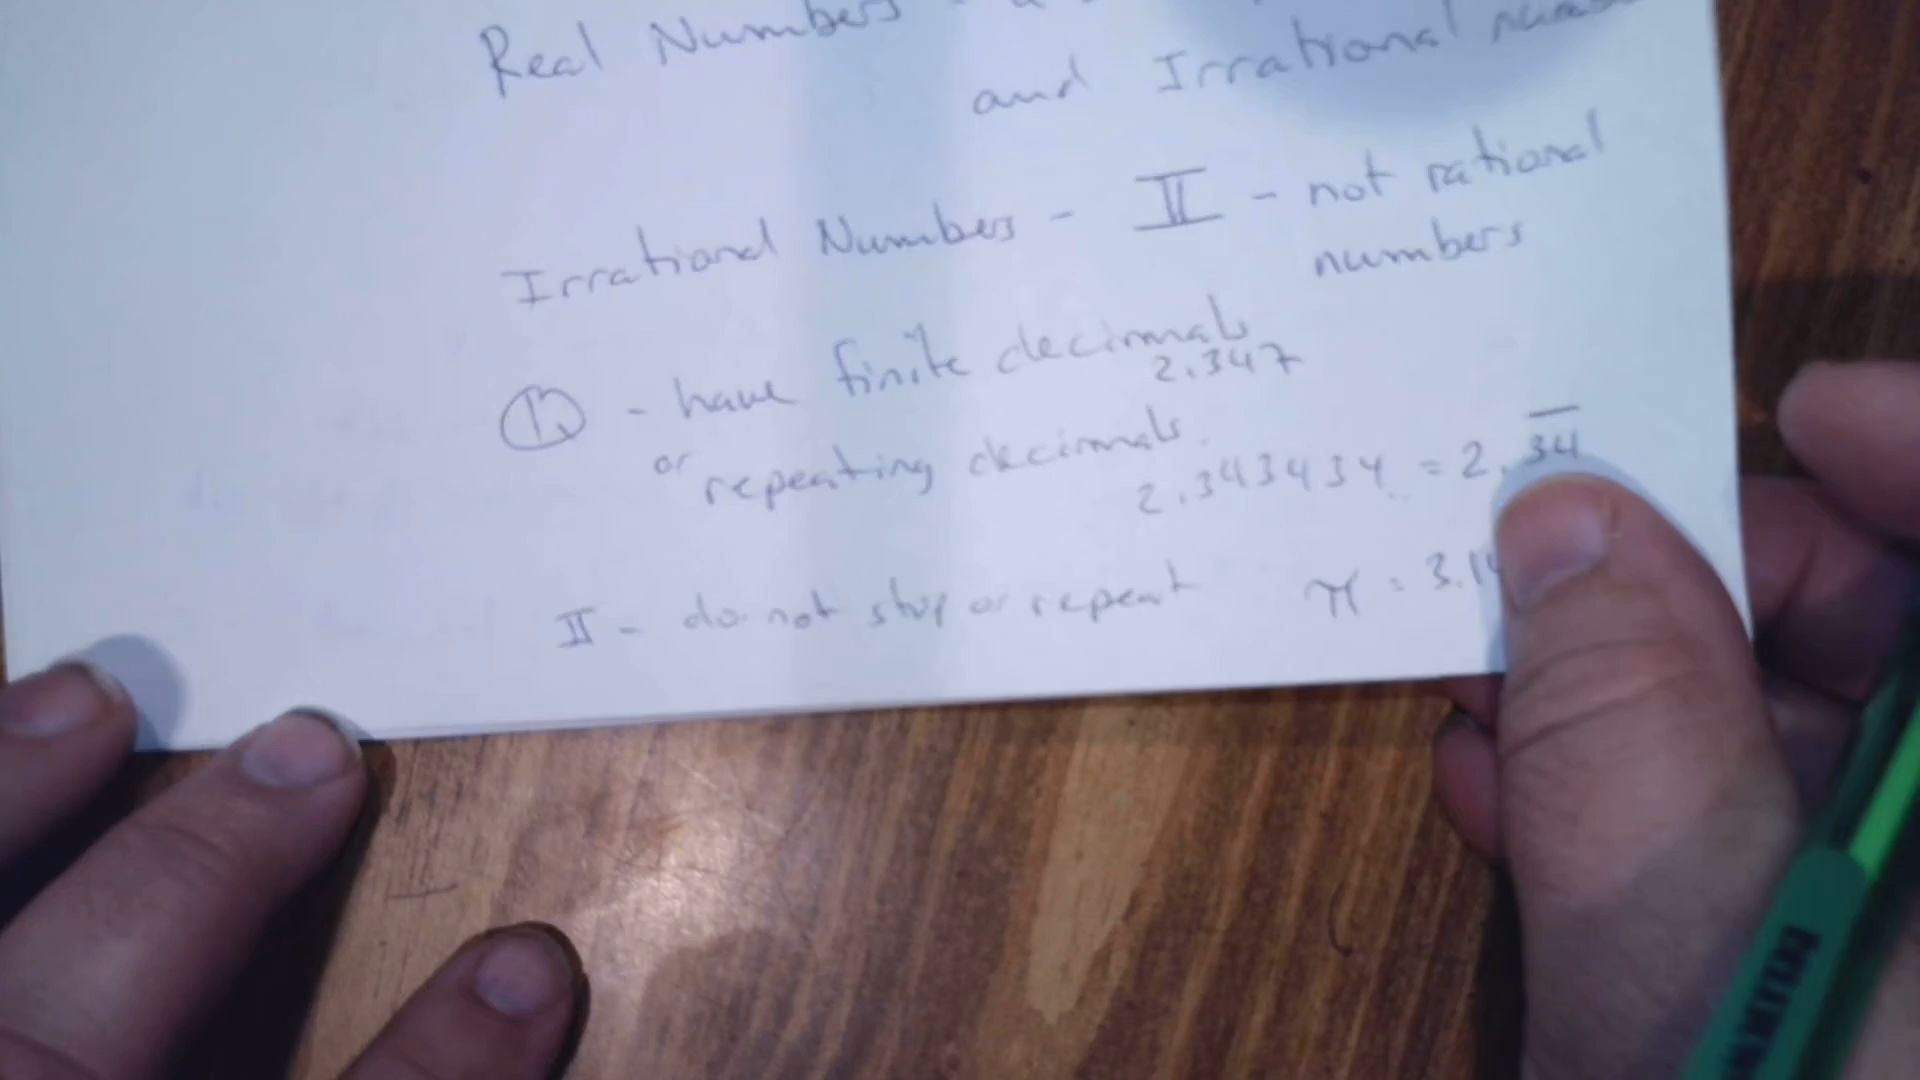 Real Numbers -
and Irrational
Irrational Numbers - II - not rational
numbers
Q - have finite decimals
2.347
or repeating decimals.
2.343434.. = 2.34
II - do not stop or repeat π = 3.14